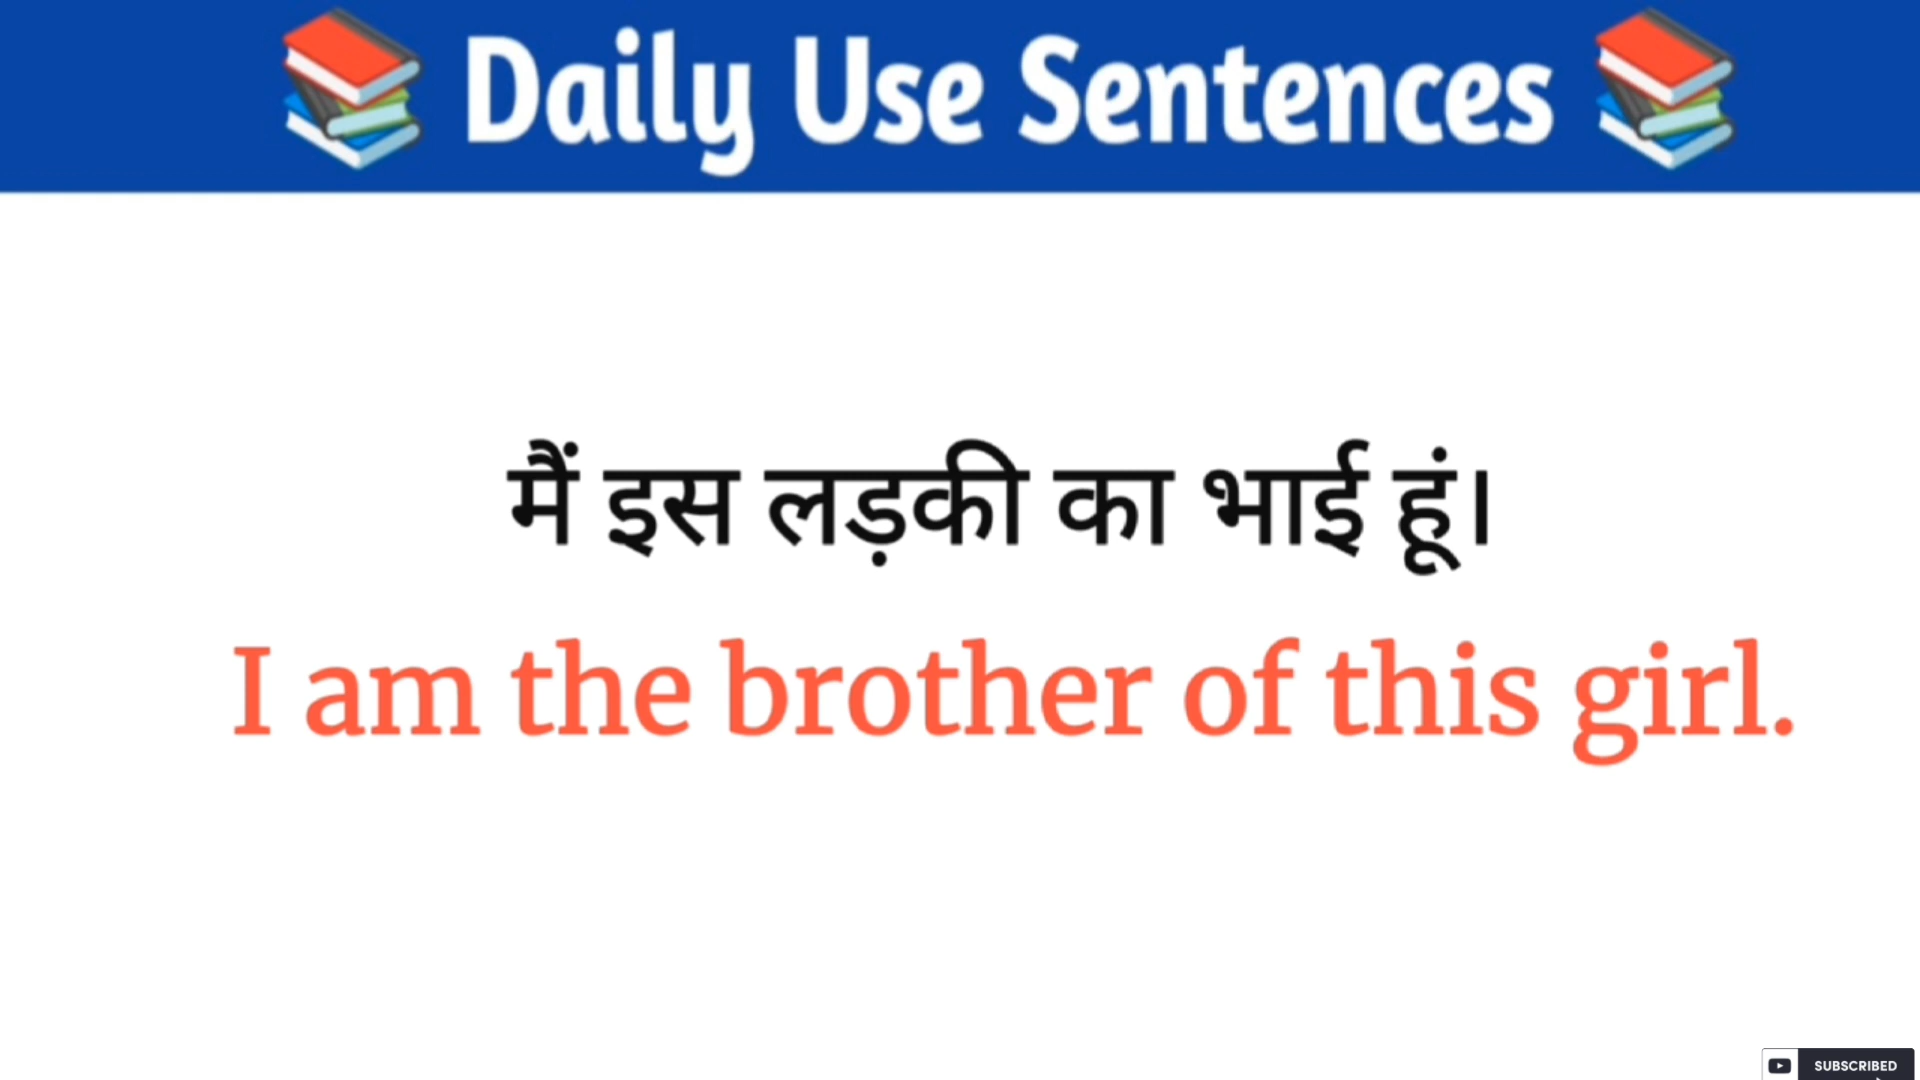 Daily Use Sentences
मैं इस लड़की का भाई हूं।
I am the brother of this girl.
SUBSCRIBED